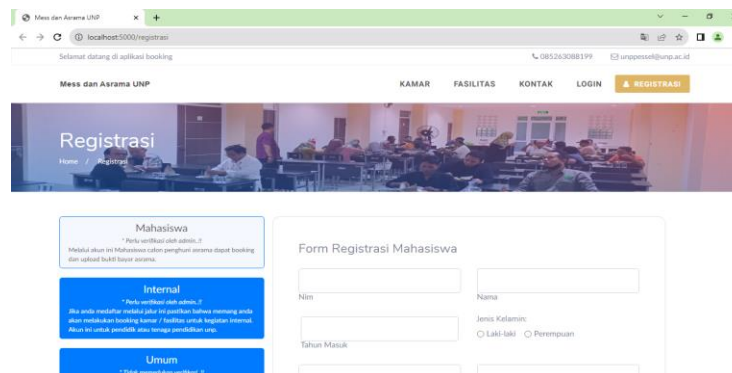 Mess dan Asrama UNP
localhost:5000/registrasi
Selamat datang di aplikasi booking
085263088199
unppessel@unp.ac.id
Mess dan Asrama UNP
KAMAR
FASILITAS
KONTAK
LOGIN
REGISTRASI
Registrasi
Home / Registrasi
Mahasiswa
* Perlu verifikasi oleh admin..!!
Melalui akun ini Mahasiswa calon penghuni asrama dapat booking
dan upload bukti bayar asrama.
Internal
* Perlu verifikasi oleh admin..!!
Jika anda medaftar melalui jalur ini pastikan bahwa memang anda
akan melakukan booking kamar / fasilitas untuk kegiatan internal.
Akun ini untuk pendidik atau tenaga pendidikan unp.
Umum
* Tidak memerlukan verifikasi
Form Registrasi Mahasiswa
Nim
Nama
Tahun Masuk
Jenis Kelamin:
Laki-laki
Perempuan